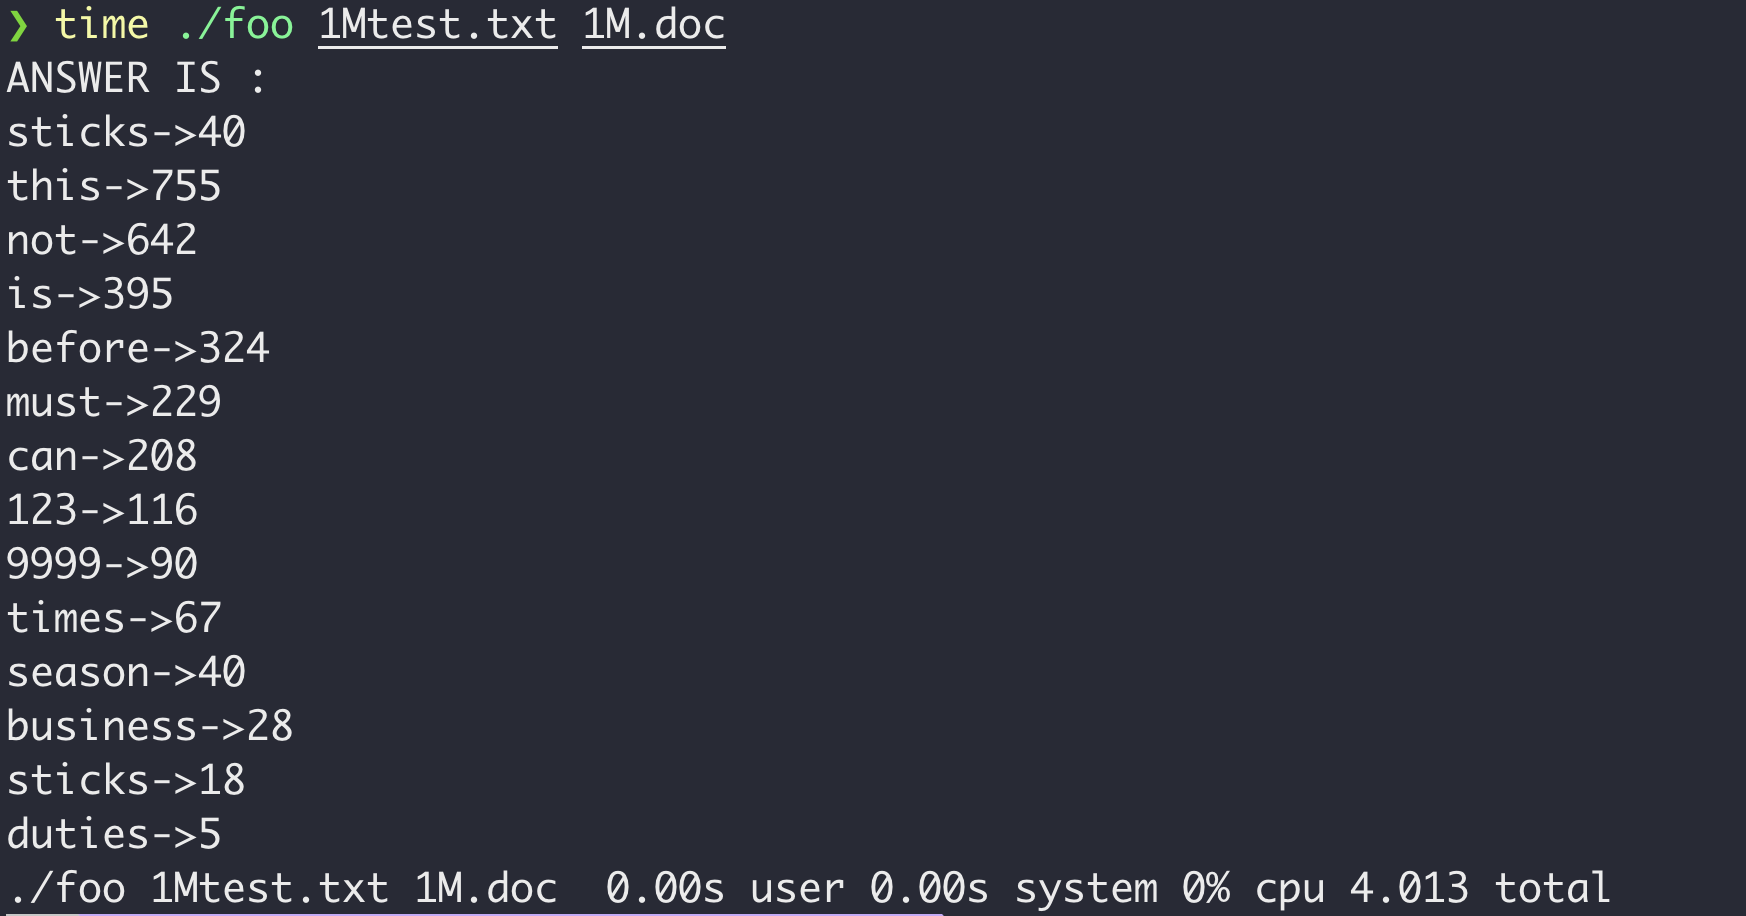 ❯ time ./foo 1Mtest.txt 1M.doc
ANSWER IS :
sticks->40
this->755
not->642
is->395
before->324
must->229
can->208
123->116
9999->90
times->67
season->40
business->28
sticks->18
duties->5
./foo 1Mtest.txt 1M.doc  0.00s user 0.00s system 0% cpu 4.013 total